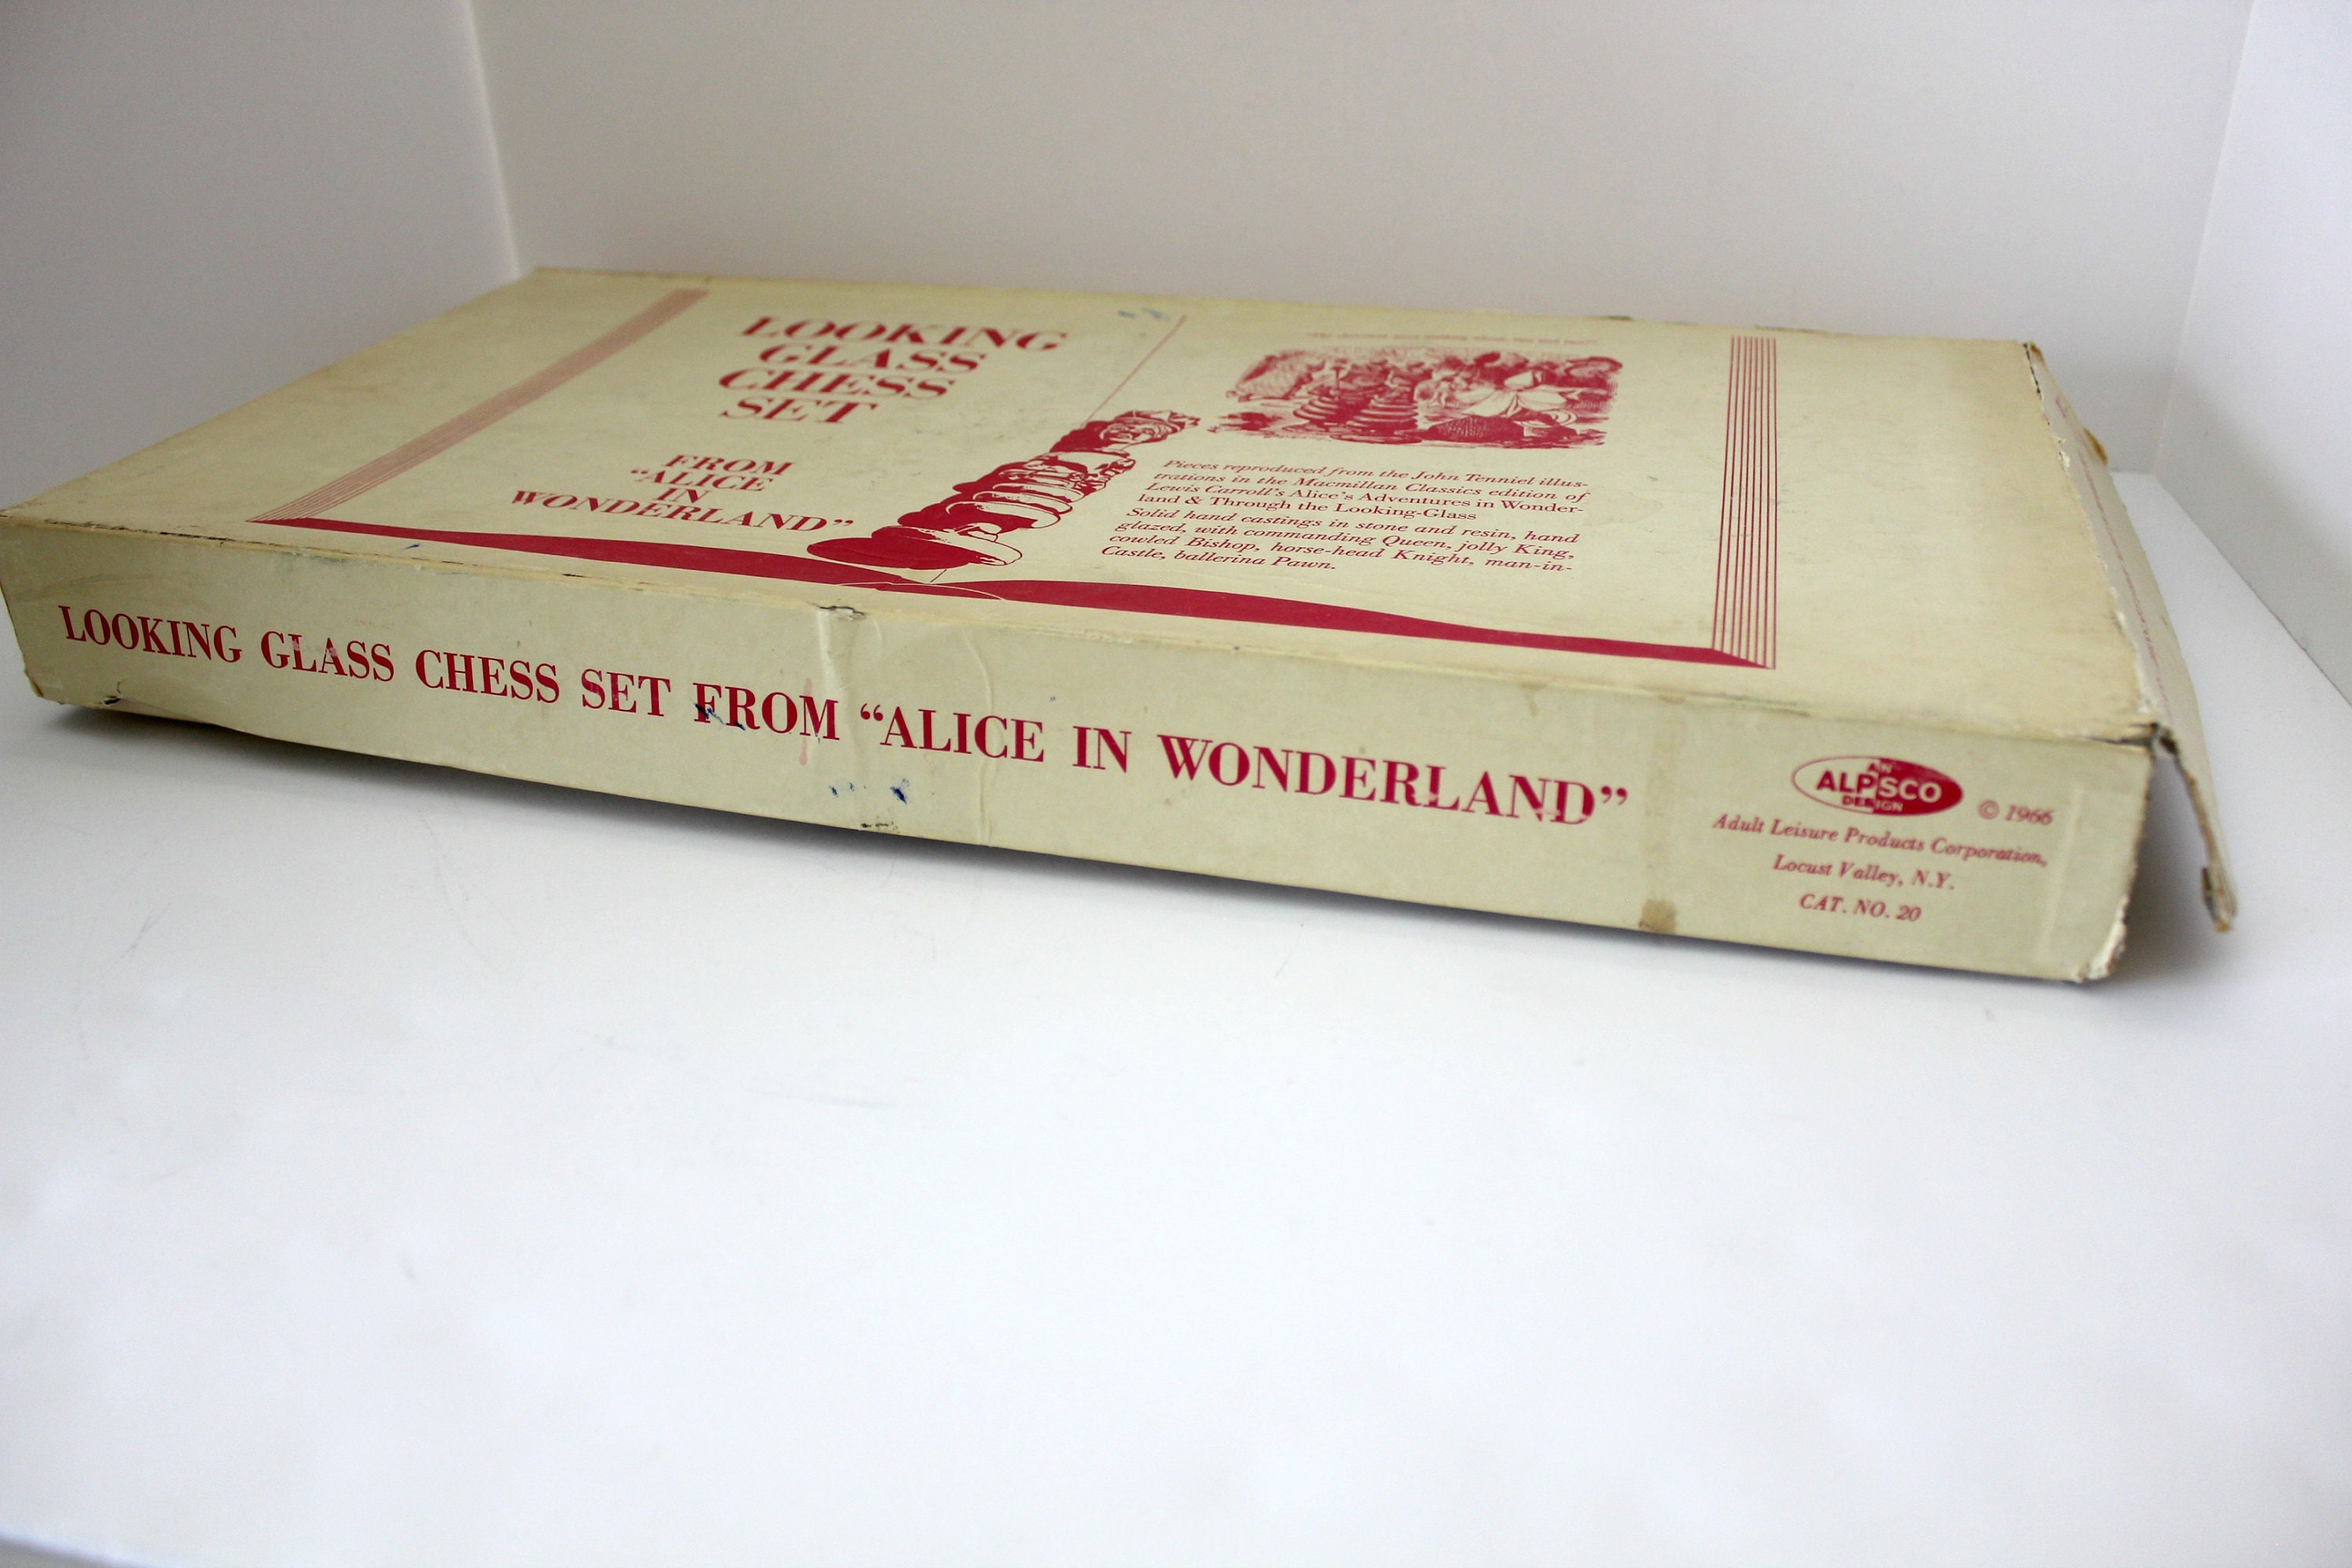 LOOKING
GLASS
CHESS
SET
FROM
“ALICE
IN
WONDERLAND”
Pieces reproduced from the John Tenniel illus-
trations in the Macmillan Classics edition of
Lewis Carroll's Alice's Adventures in Wonder-
land & Through the Looking-Glass
Solid hand castings in stone and resin, hand
glazed, with commanding Queen, jolly King,
cowled Bishop, horse-head Knight, man-in-
Castle, ballerina Pawn.
LOOKING GLASS CHESS SET FROM “ALICE IN WONDERLAND”
AN
ALPSCO
DESIGN
© 1966
Adult Leisure Products Corporation,
Locust Valley, N.Y.
CAT. NO. 20